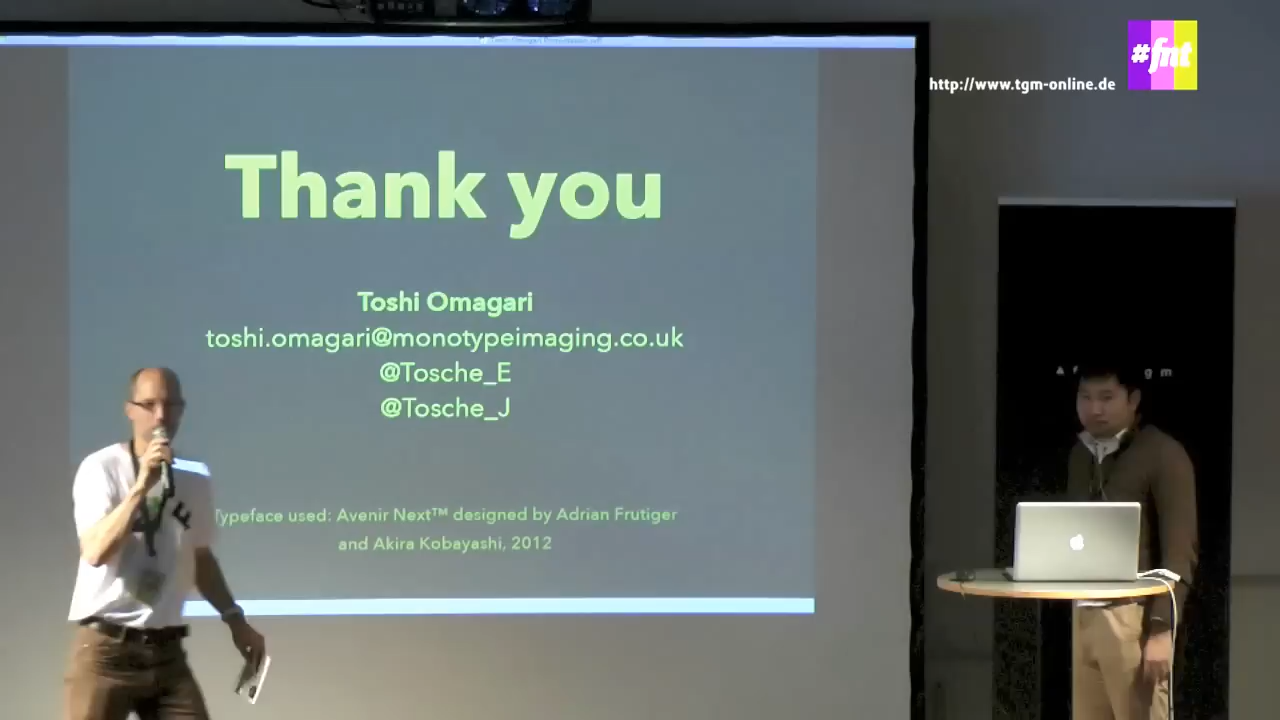 #fnt
http://www.tgm-online.de
Thank you
Toshi Omagari
toshi.omagari@monotypeimaging.co.uk
@Tosche_E
@Tosche_J
Typeface used: Avenir Next™ designed by Adrian Frutiger
and Akira Kobayashi, 2012
g m